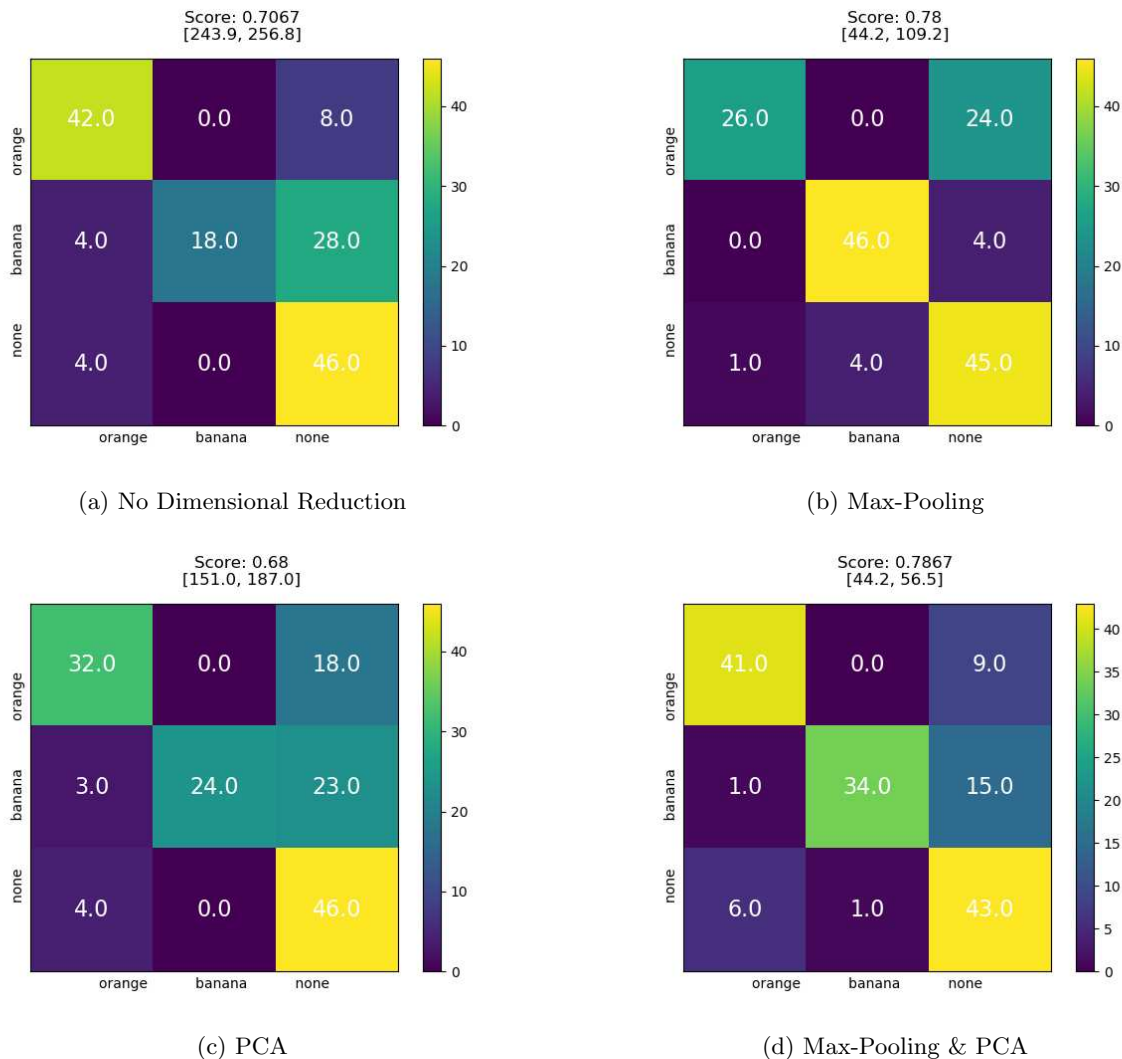 Score: 0.7067
[243.9, 256.8]
orange
42.0 0.0 8.0
banana
4.0 18.0 28.0
none
4.0 0.0 46.0
orange banana none
40
30
20
10
0
(a) No Dimensional Reduction
Score: 0.78
[44.2, 109.2]
orange
26.0 0.0 24.0
banana
0.0 46.0 4.0
none
1.0 4.0 45.0
orange banana none
40
30
20
10
0
(b) Max-Pooling
Score: 0.68
[151.0, 187.0]
orange
32.0 0.0 18.0
banana
3.0 24.0 23.0
none
4.0 0.0 46.0
orange banana none
40
30
20
10
0
(c) PCA
Score: 0.7867
[44.2, 56.5]
orange
41.0 0.0 9.0
banana
1.0 34.0 15.0
none
6.0 1.0 43.0
orange banana none
40
35
30
25
20
15
10
5
0
(d) Max-Pooling & PCA